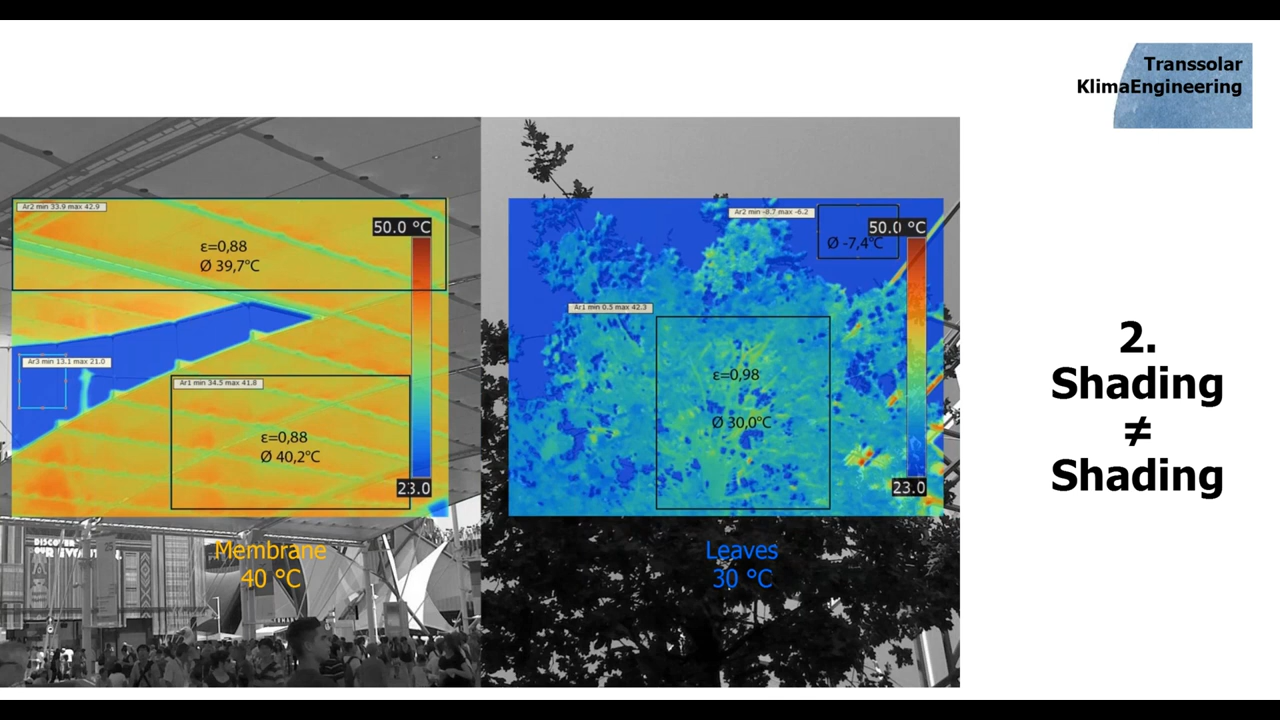 Transsolar
KlimaEngineering
Ar2 min 33.9 max 42.9
50.0 °C
ε=0,88
Ø 39,7°C
Ar3 min 13.1 max 21.0
Ar1 min 34.5 max 41.8
ε=0,88
Ø 40,2°C
23.0
Membrane
40 °C
DISCOVER
Ar2 min -8.7 max -6.2
50.0 °C
Ø -7,4°C
Ar1 min 0.5 max 42.3
ε=0,98
Ø 30,0°C
23.0
Leaves
30 °C
2.
Shading
≠
Shading